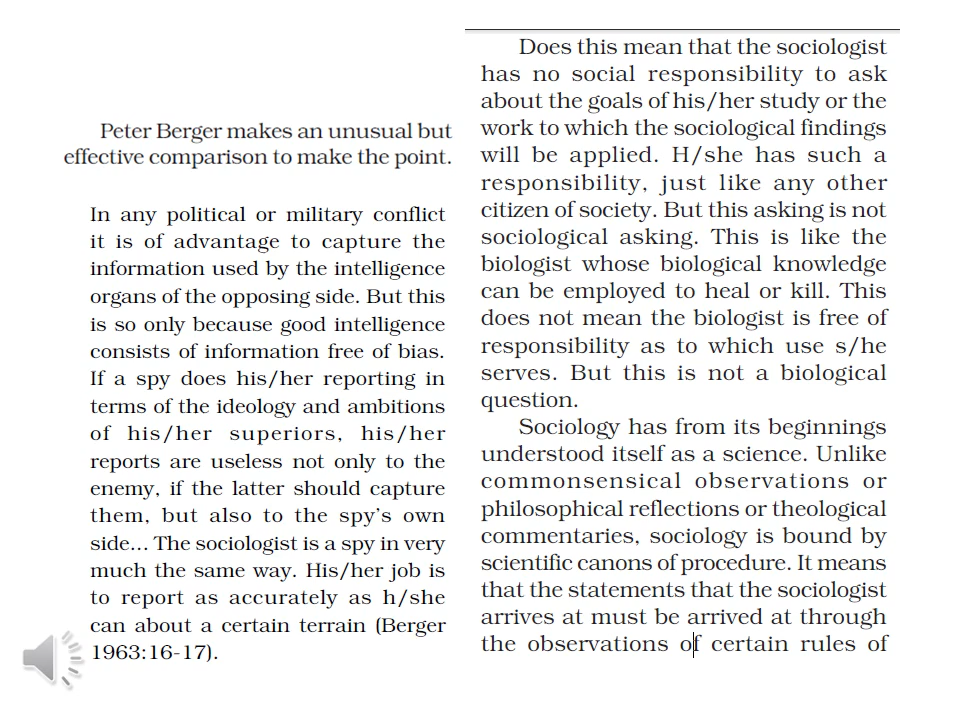 Peter Berger makes an unusual but
effective comparison to make the point.
In any political or military conflict
it is of advantage to capture the
information used by the intelligence
organs of the opposing side. But this
is so only because good intelligence
consists of information free of bias.
If a spy does his/her reporting in
terms of the ideology and ambitions
of his/her superiors, his/her
reports are useless not only to the
enemy, if the latter should capture
them, but also to the spy’s own
side... The sociologist is a spy in very
much the same way. His/her job is
to report as accurately as h/she
can about a certain terrain (Berger
1963:16-17).
Does this mean that the sociologist
has no social responsibility to ask
about the goals of his/her study or the
work to which the sociological findings
will be applied. H/she has such a
responsibility, just like any other
citizen of society. But this asking is not
sociological asking. This is like the
biologist whose biological knowledge
can be employed to heal or kill. This
does not mean the biologist is free of
responsibility as to which use s/he
serves. But this is not a biological
question.
Sociology has from its beginnings
understood itself as a science. Unlike
commonsensical observations or
philosophical reflections or theological
commentaries, sociology is bound by
scientific canons of procedure. It means
that the statements that the sociologist
arrives at must be arrived at through
the observations of certain rules of